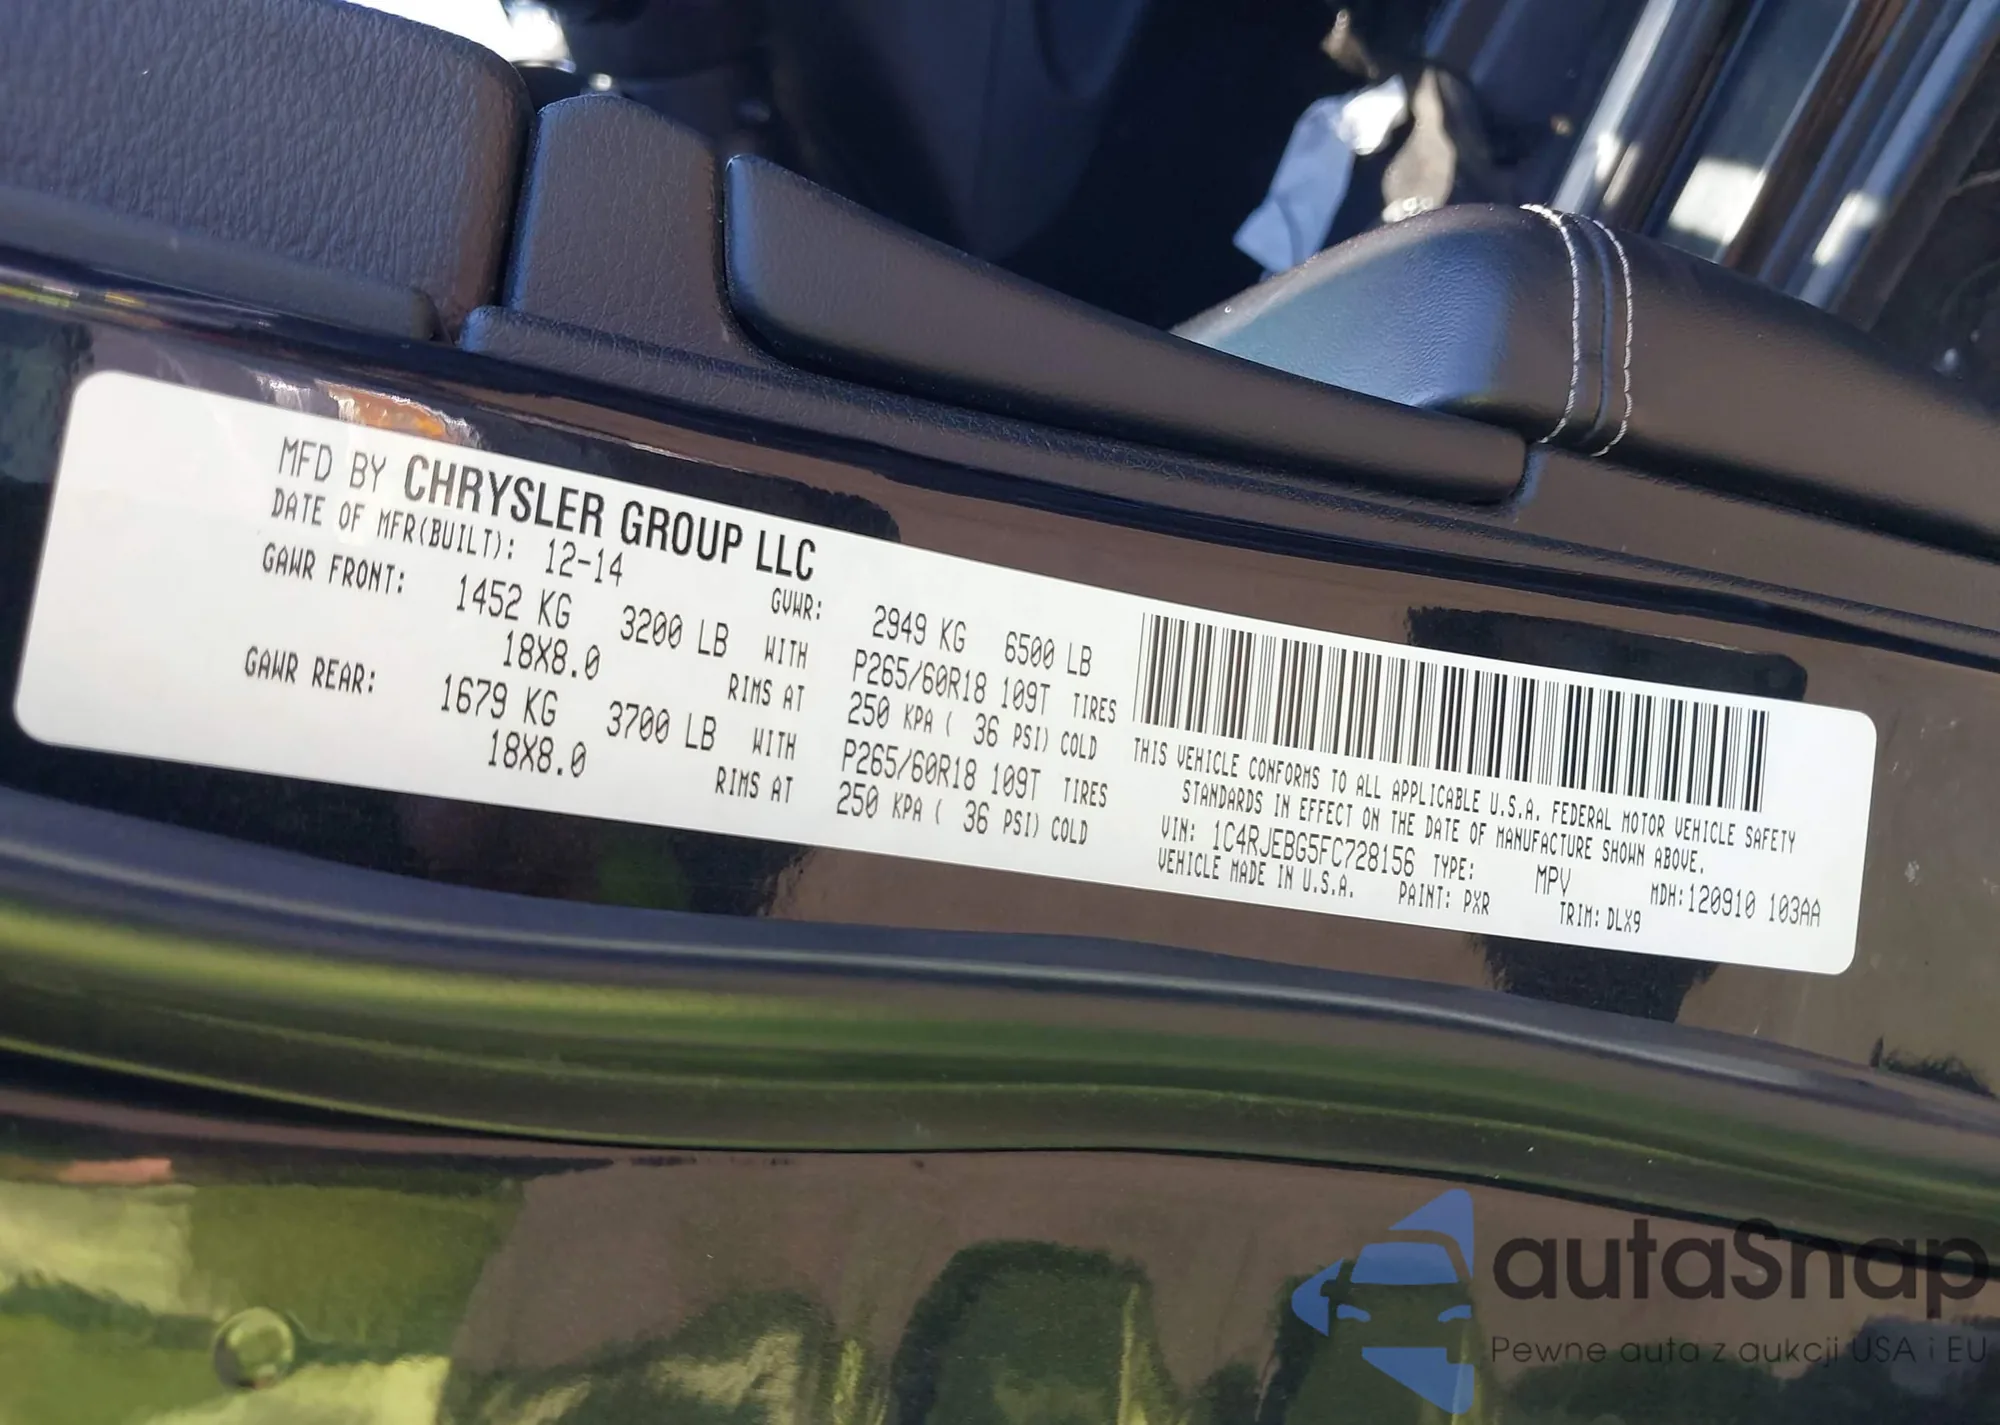 MFD BY CHRYSLER GROUP LLC
DATE OF MFR(BUILT): 12-14 GVWR: 2949 KG 6500 LB
GAWR FRONT: 1452 KG 3200 LB WITH P265/60R18 109T TIRES
18X8.0 RIMS AT 250 KPA ( 36 PSI) COLD
GAWR REAR: 1679 KG 3700 LB WITH P265/60R18 109T TIRES
18X8.0 RIMS AT 250 KPA ( 36 PSI) COLD
THIS VEHICLE CONFORMS TO ALL APPLICABLE U.S.A. FEDERAL MOTOR VEHICLE SAFETY
STANDARDS IN EFFECT ON THE DATE OF MANUFACTURE SHOWN ABOVE.
VIN: 1C4RJEBG5FC728156 TYPE: MPV MDH:120910 103AA
VEHICLE MADE IN U.S.A. PAINT: PXR TRIM: DLX9
autaSnap
Pewne auta z aukcji USA i EU